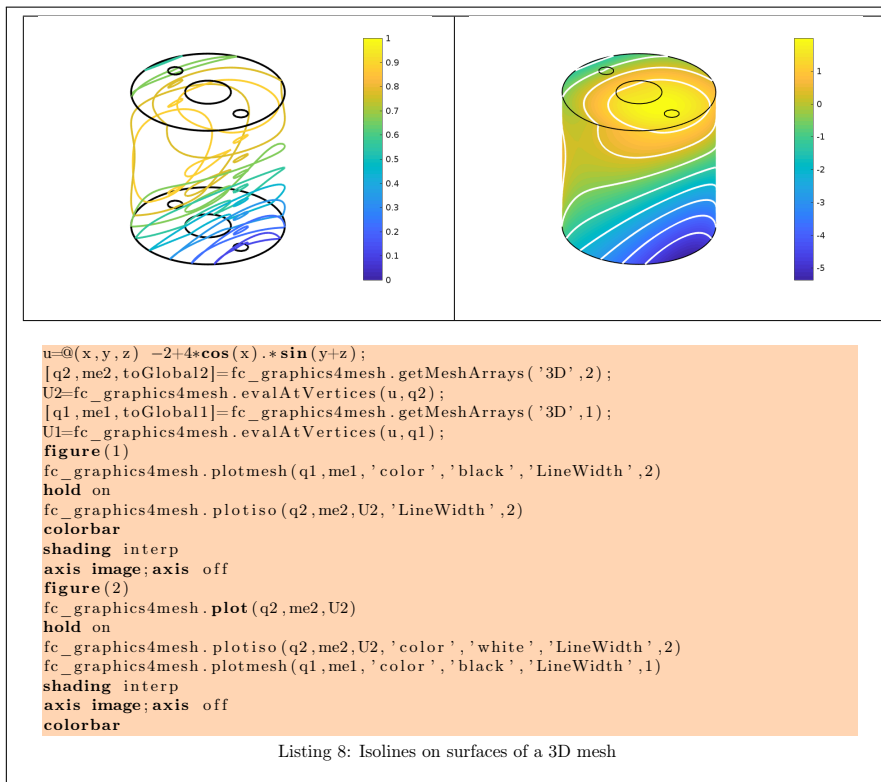 1
0.9
0.8
0.7
0.6
0.5
0.4
0.3
0.2
0.1
0
1
0
-1
-2
-3
-4
-5
u=@(x,y,z) −2+4*cos(x).*sin(y+z);
[q2,me2,toGlobal2]=fc_graphics4mesh.getMeshArrays('3D',2);
U2=fc_graphics4mesh.evalAtVertices(u,q2);
[q1,me1,toGlobal1]=fc_graphics4mesh.getMeshArrays('3D',1);
U1=fc_graphics4mesh.evalAtVertices(u,q1);
figure(1)
fc_graphics4mesh.plotmesh(q1,me1,'color','black','LineWidth',2)
hold on
fc_graphics4mesh.plotiso(q2,me2,U2,'LineWidth',2)
colorbar
shading interp
axis image;axis off
figure(2)
fc_graphics4mesh.plot(q2,me2,U2)
hold on
fc_graphics4mesh.plotiso(q2,me2,U2,'color','white','LineWidth',2)
fc_graphics4mesh.plotmesh(q1,me1,'color','black','LineWidth',1)
shading interp
axis image;axis off
colorbar
Listing 8: Isolines on surfaces of a 3D mesh